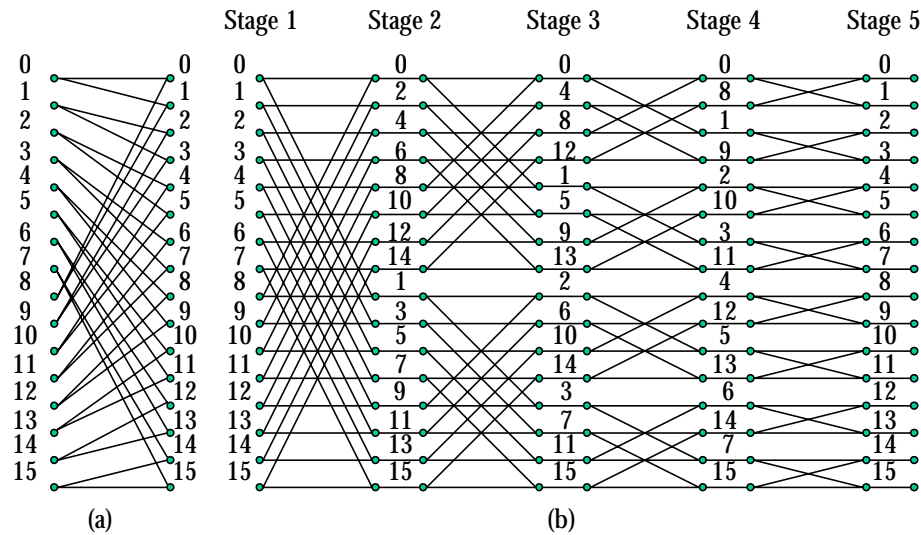 Stage 1 Stage 2 Stage 3 Stage 4 Stage 5
0 0 0 0 0 0 0
1 1 1 2 4 8 1
2 2 2 4 8 1 2
3 3 3 6 12 9 3
4 4 4 8 1 2 4
5 5 5 10 5 10 5
6 6 6 12 9 3 6
7 7 7 14 13 11 7
8 8 8 1 2 4 8
9 9 9 3 6 12 9
10 10 10 5 10 5 10
11 11 11 7 14 13 11
12 12 12 9 3 6 12
13 13 13 11 7 14 13
14 14 14 13 11 7 14
15 15 15 15 15 15 15
(a) (b)